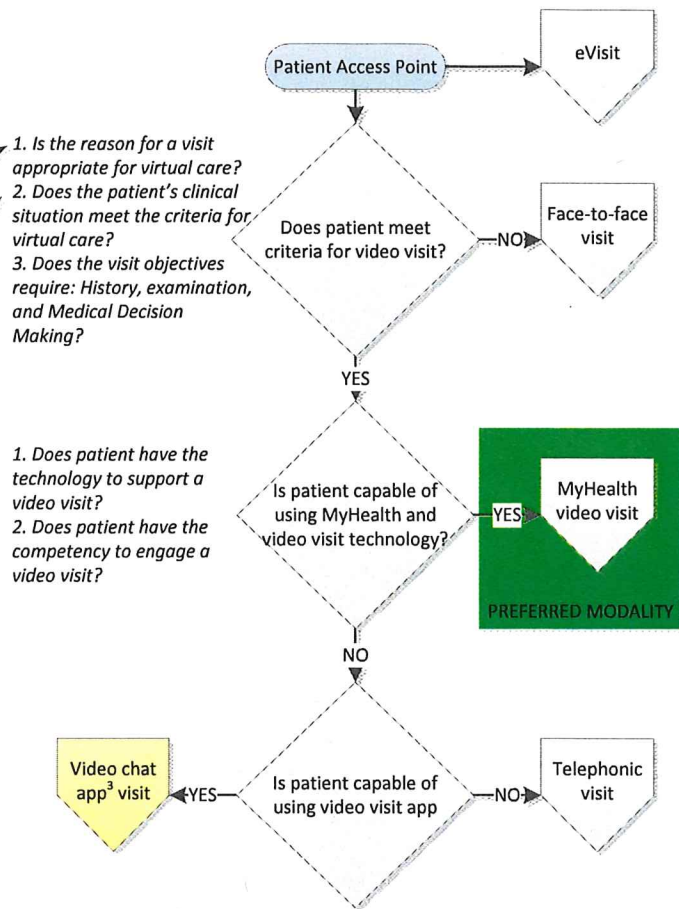 Patient Access Point
eVisit
1. Is the reason for a visit
appropriate for virtual care?
2. Does the patient's clinical
situation meet the criteria for
virtual care?
3. Does the visit objectives
require: History, examination,
and Medical Decision
Making?
Does patient meet
criteria for video visit?
NO
Face-to-face
visit
YES
1. Does patient have the
technology to support a
video visit?
2. Does patient have the
competency to engage a
video visit?
Is patient capable of
using MyHealth and
video visit technology?
YES
MyHealth
video visit
PREFERRED MODALITY
NO
Video chat
app³ visit
YES
Is patient capable of
using video visit app
NO
Telephonic
visit